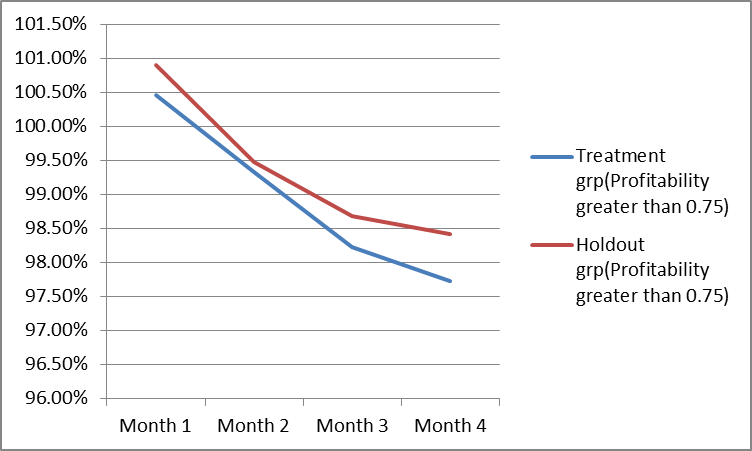 101.50%
101.00%
100.50%
100.00%
99.50%
99.00%
98.50%
98.00%
97.50%
97.00%
96.50%
96.00%
Month 1 Month 2 Month 3 Month 4
Treatment
grp(Profitability
greater than 0.75)
Holdout
grp(Profitability
greater than 0.75)